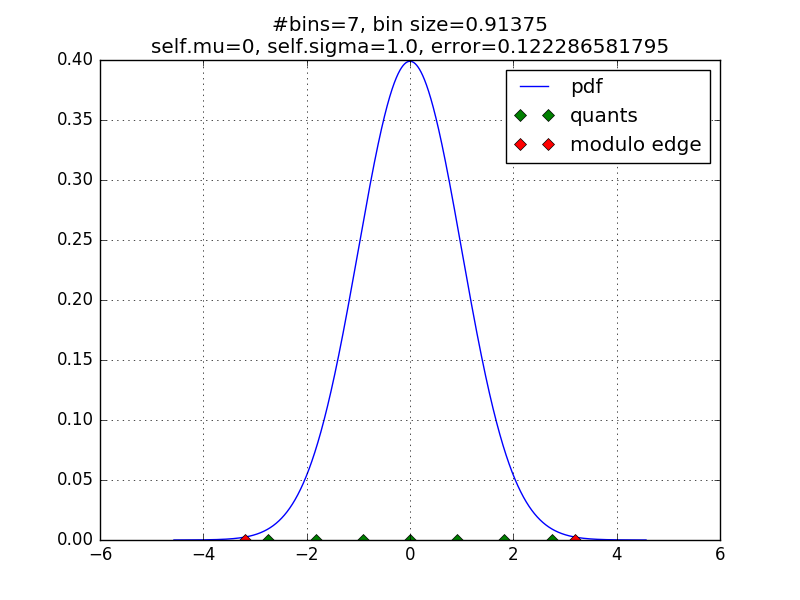 #bins=7, bin size=0.91375
self.mu=0, self.sigma=1.0, error=0.122286581795
pdf
quants
modulo edge
0.40
0.35
0.30
0.25
0.20
0.15
0.10
0.05
0.00
−6 −4 −2 0 2 4 6